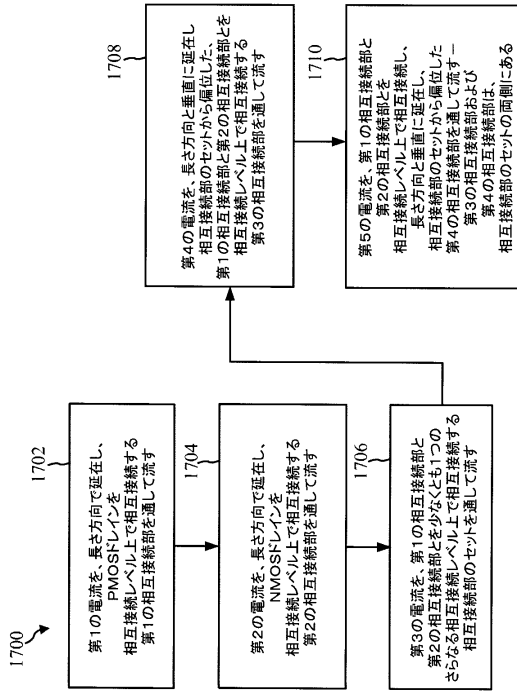 1700
1702
第1の電流を、長さ方向で延在し、
PMOSドレインを
相互接続レベル上で相互接続する
第1の相互接続部を通して流す
1704
第2の電流を、長さ方向で延在し、
NMOSドレインを
相互接続レベル上で相互接続する
第2の相互接続部を通して流す
1706
第3の電流を、第1の相互接続部と
第2の相互接続部とを少なくとも1つの
さらなる相互接続レベル上で相互接続する
相互接続部のセットを通して流す
1708
第4の電流を、長さ方向と垂直に延在し
相互接続部のセットから偏位した、
第1の相互接続部と第2の相互接続部とを
相互接続レベル上で相互接続する
第3の相互接続部を通して流す
1710
第5の電流を、第1の相互接続部と
第2の相互接続部とを
相互接続レベル上で相互接続し、
長さ方向と垂直に延在し、
相互接続部のセットから偏位した
第4の相互接続部を通して流す－
第3の相互接続部および
第4の相互接続部は、
相互接続部のセットの両側にある